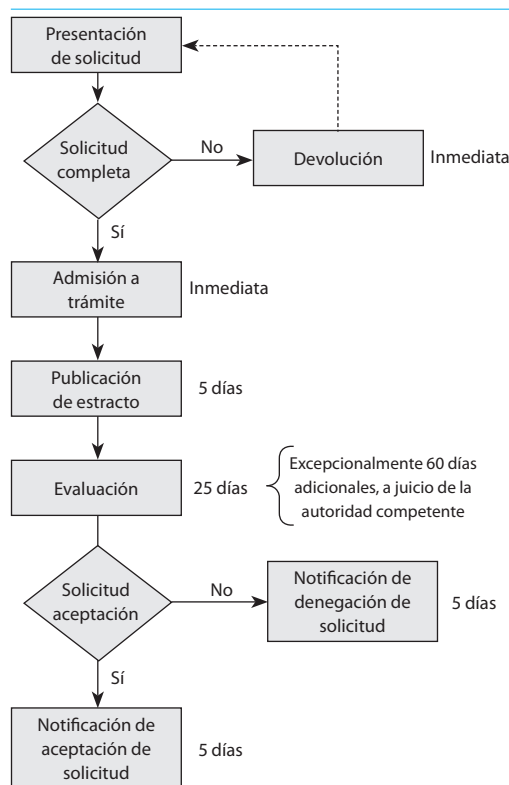 Presentación
de solicitud
Solicitud
completa
No
Devolución
Inmediata
Sí
Admisión a
trámite
Inmediata
Publicación
de estracto
5 días
Evaluación
25 días
Excepcionalmente 60 días
adicionales, a juicio de la
autoridad competente
Solicitud
aceptación
No
Notificación de
denegación de
solicitud
5 días
Sí
Notificación de
aceptación de
solicitud
5 días